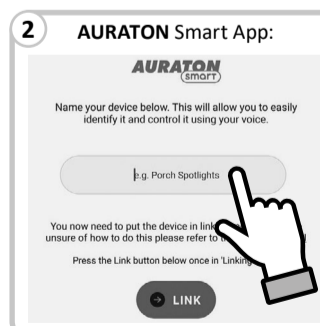 2 AURATON Smart App:
AURATON
smart
Name your device below. This will allow you to easily
identify it and control it using your voice.
e.g. Porch Spotlights
You now need to put the device in link
unsure of how to do this please refer to
Press the Link button below once in 'Linking
LINK